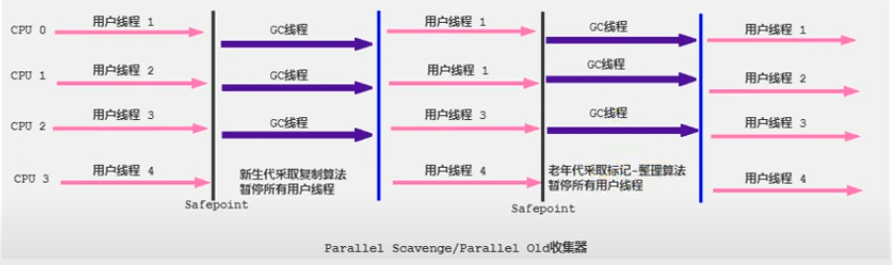 用户线程 1
GC线程
用户线程 1
GC线程
用户线程 1
CPU 0
用户线程 2
GC线程
用户线程 1
GC线程
用户线程 2
CPU 1
用户线程 3
GC线程
用户线程 3
GC线程
用户线程 3
CPU 2
用户线程 4
新生代采取复制算法
暂停所有用户线程
用户线程 4
老年代采取标记-整理算法
暂停所有用户线程
用户线程 4
CPU 3
Safepoint
Safepoint
Parallel Scavenge/Parallel Old收集器